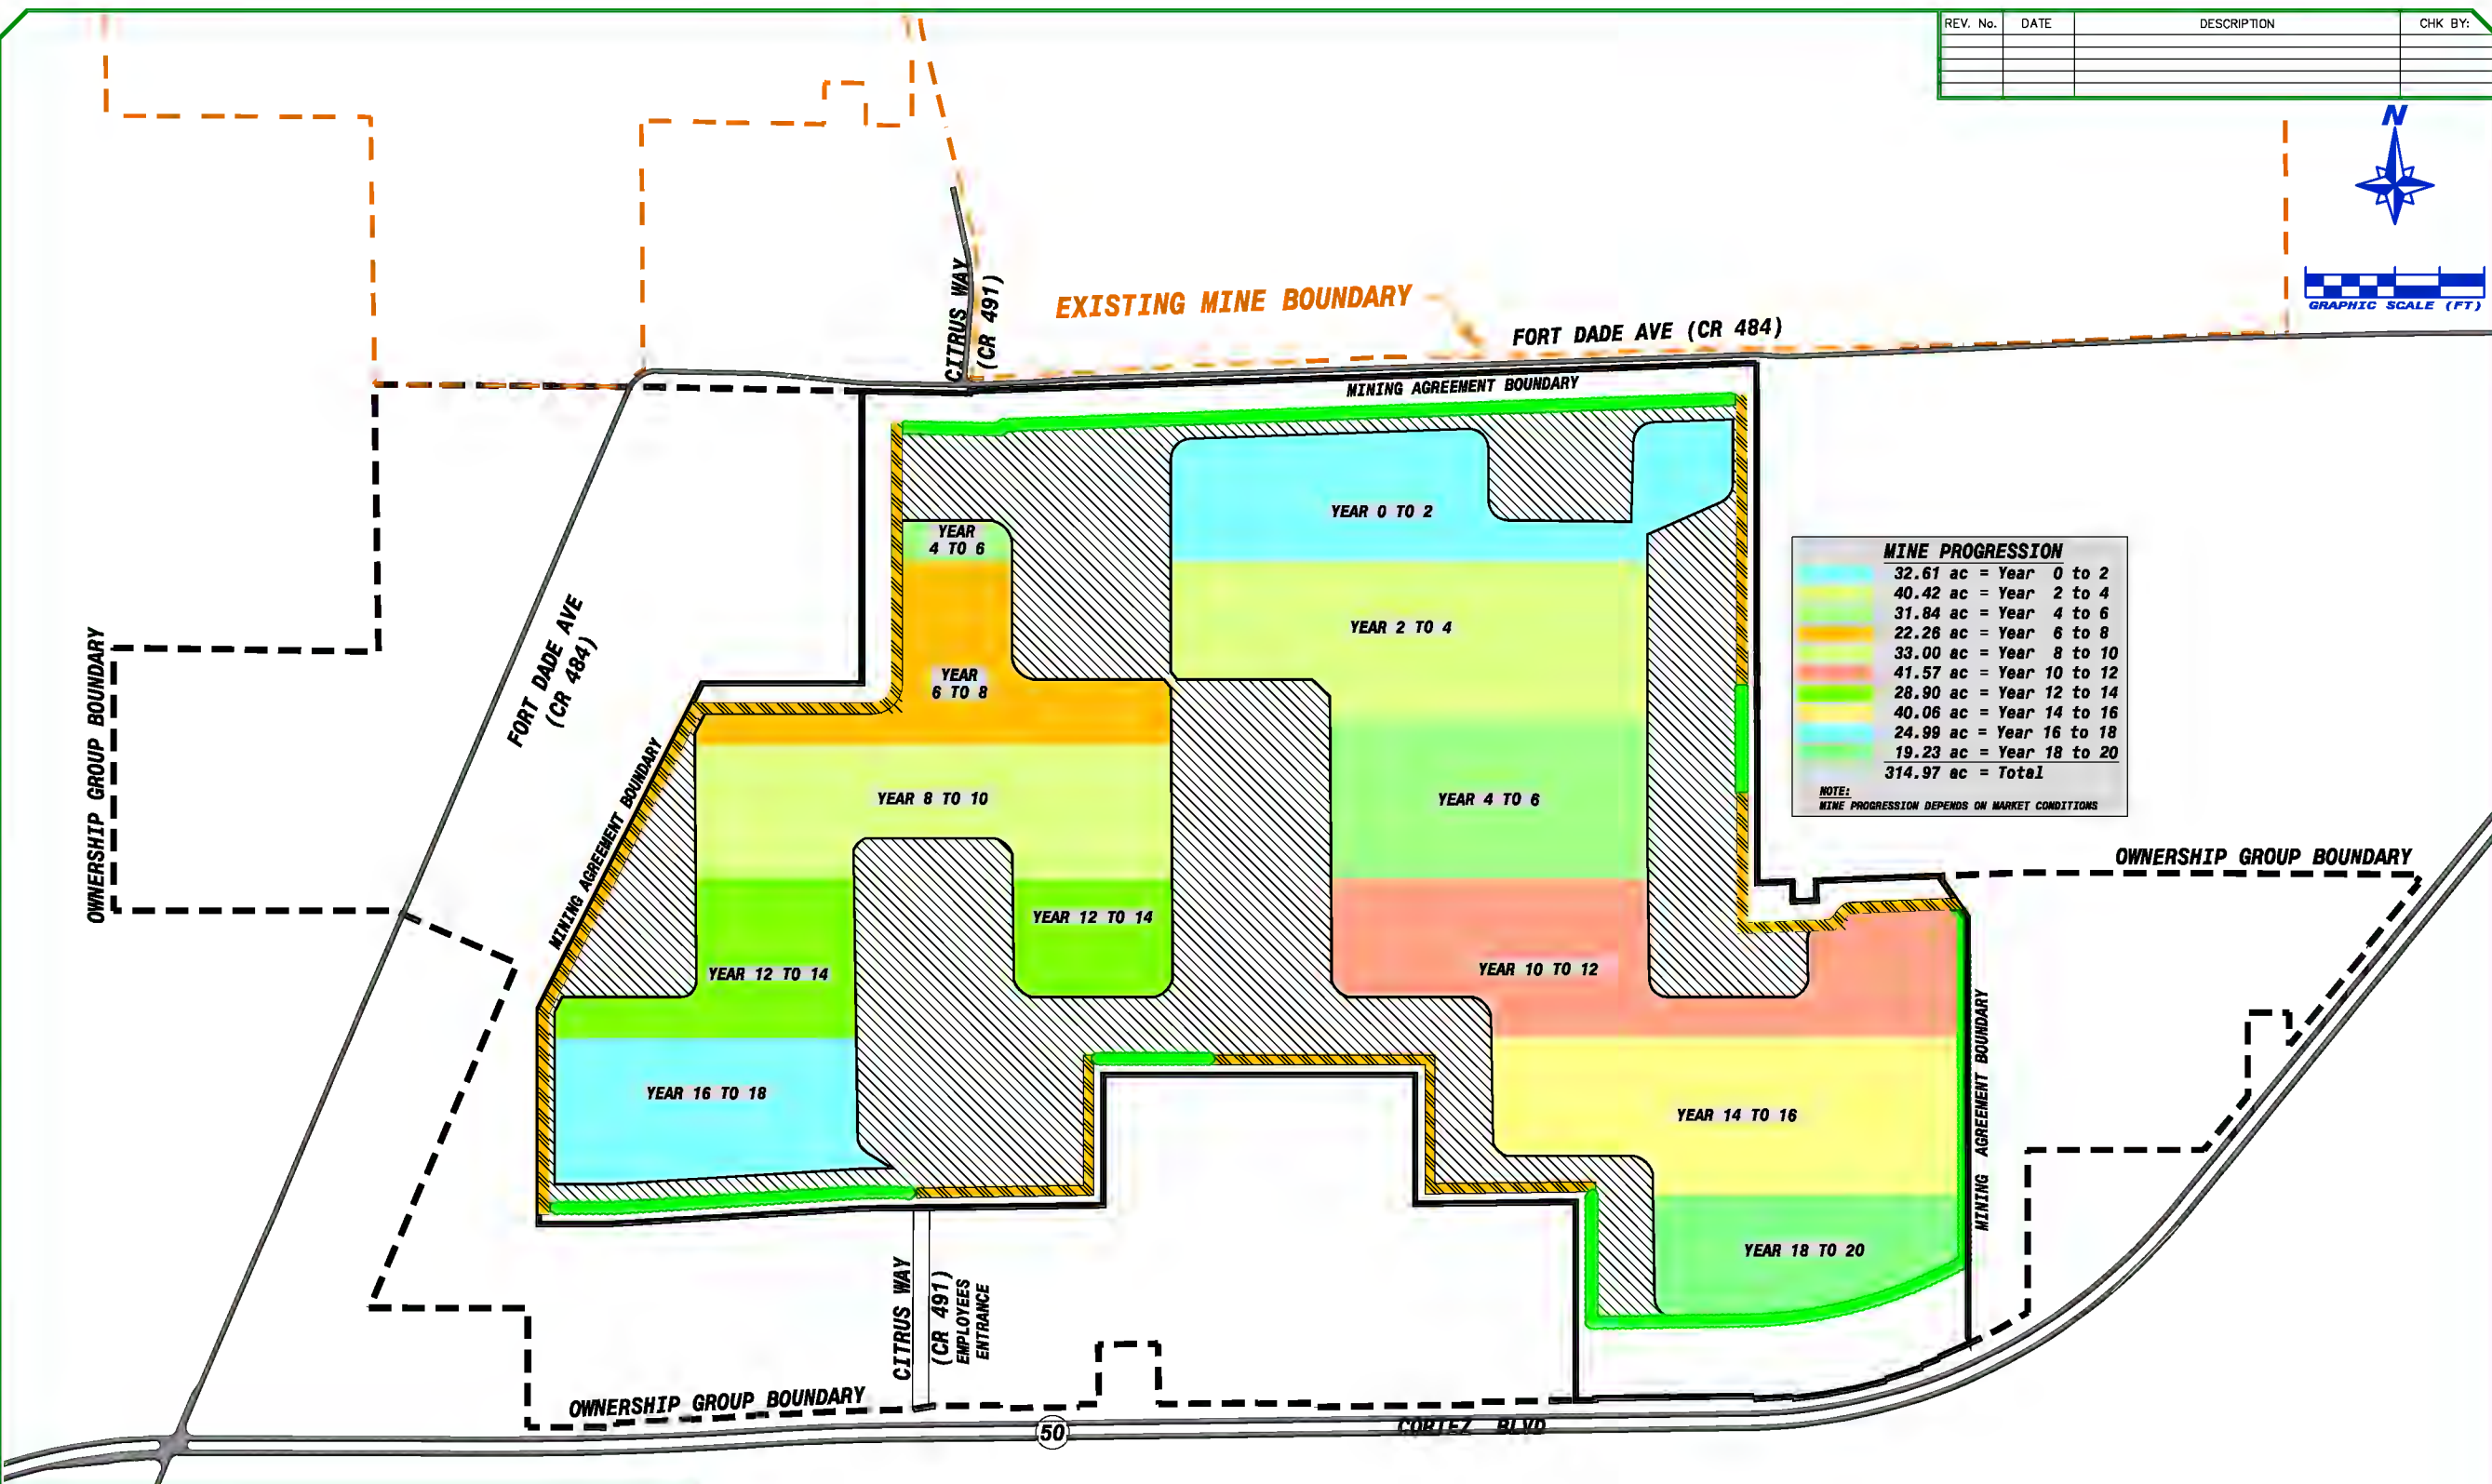 REV. No. DATE DESCRIPTION CHK BY:
N
GRAPHIC SCALE (FT)
CITRUS WAY
(CR 491)
EXISTING MINE BOUNDARY
FORT DADE AVE (CR 484)
MINING AGREEMENT BOUNDARY
YEAR 0 TO 2
YEAR
4 TO 6
YEAR 2 TO 4
YEAR
6 TO 8
MINE PROGRESSION
32.61 ac = Year 0 to 2
40.42 ac = Year 2 to 4
31.84 ac = Year 4 to 6
22.26 ac = Year 6 to 8
33.00 ac = Year 8 to 10
41.57 ac = Year 10 to 12
28.90 ac = Year 12 to 14
40.06 ac = Year 14 to 16
24.99 ac = Year 16 to 18
19.23 ac = Year 18 to 20
314.97 ac = Total
NOTE:
MINE PROGRESSION DEPENDS ON MARKET CONDITIONS
FORT DADE AVE
(CR 484)
OWNERSHIP GROUP BOUNDARY
MINING AGREEMENT BOUNDARY
YEAR 8 TO 10
YEAR 4 TO 6
OWNERSHIP GROUP BOUNDARY
YEAR 12 TO 14
YEAR 12 TO 14
YEAR 10 TO 12
YEAR 16 TO 18
YEAR 14 TO 16
MINING AGREEMENT BOUNDARY
YEAR 18 TO 20
CITRUS WAY
(CR 491)
EMPLOYEES
ENTRANCE
OWNERSHIP GROUP BOUNDARY
50
CORTEZ BLVD